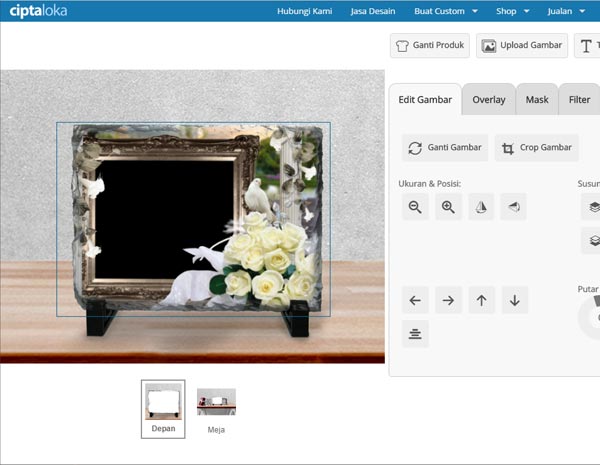 ciptaloka
Hubungi Kami
Jasa Desain
Buat Custom
Shop
Jualan
Ganti Produk
Upload Gambar
T
Edit Gambar
Overlay
Mask
Filter
Ganti Gambar
Crop Gambar
Ukuran & Posisi:
Susun
Putar
Depan
Meja